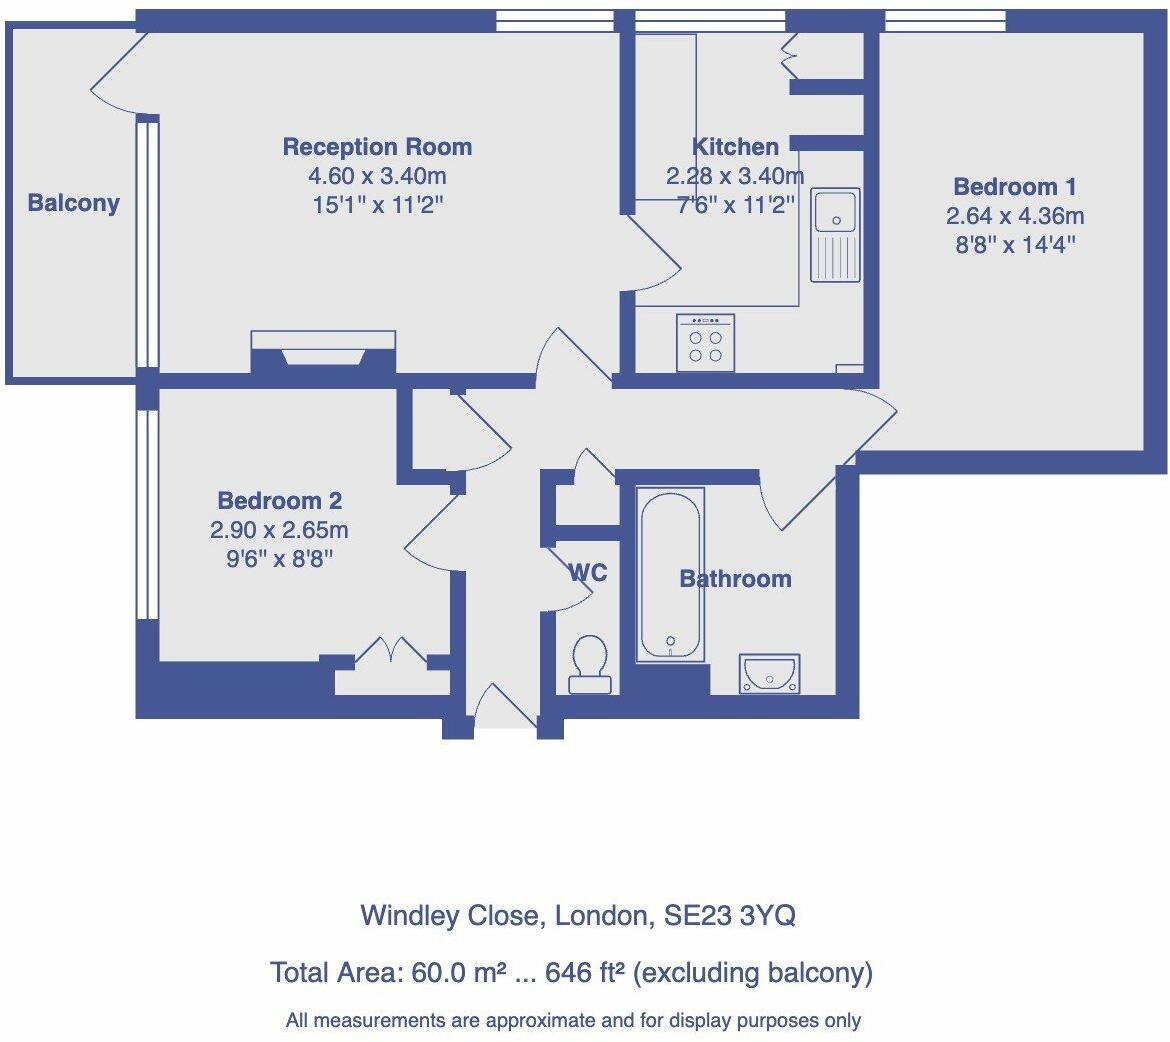 Balcony
Reception Room
4.60 x 3.40m
15'1" x 11'2"
Kitchen
2.28 x 3.40m
7'6" x 11'2"
Bedroom 1
2.64 x 4.36m
8'8" x 14'4"
Bedroom 2
2.90 x 2.65m
9'6" x 8'8"
WC
Bathroom
Windley Close, London, SE23 3YQ
Total Area: 60.0 m² ... 646 ft² (excluding balcony)
All measurements are approximate and for display purposes only